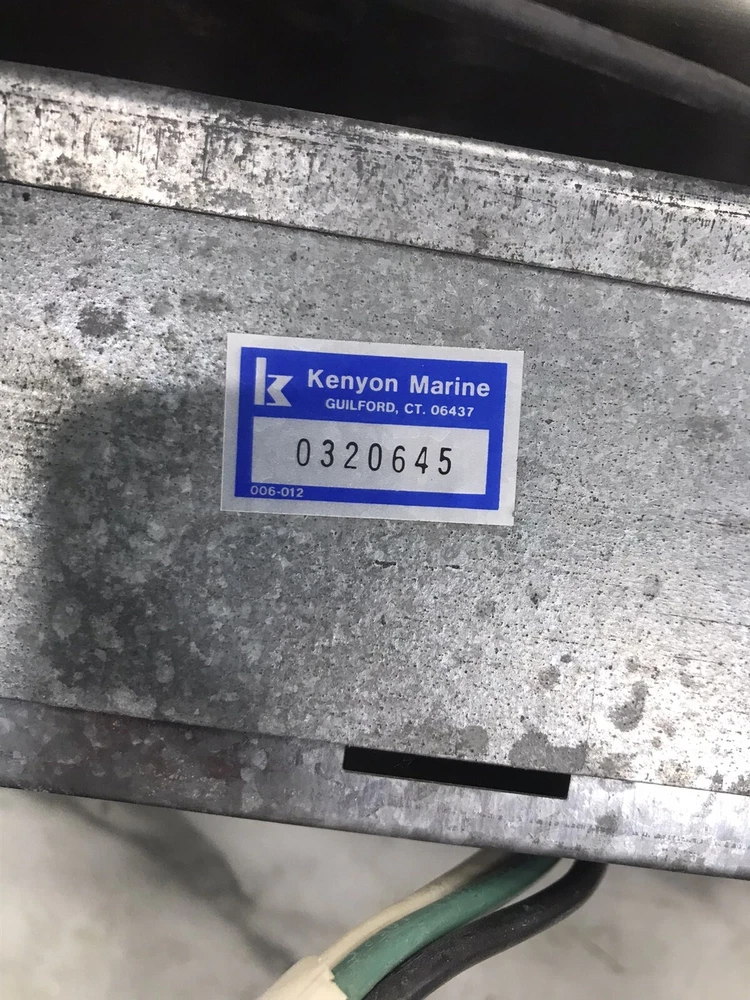 k Kenyon Marine
GUILFORD, CT. 06437
0320645
006-012